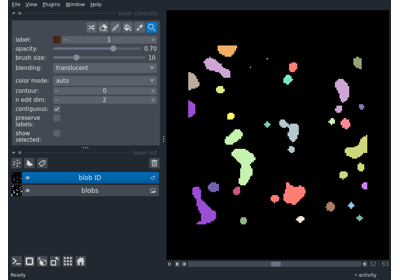 File View Plugins Window Help
layer controls
label: 1
opacity: 0.70
brush size: 10
blending: translucent
color mode: auto
contour: 0
n edit dim: 2
contiguous:
preserve
labels:
show
selected:
layer list
blob ID
blobs
32 63
Ready
activity